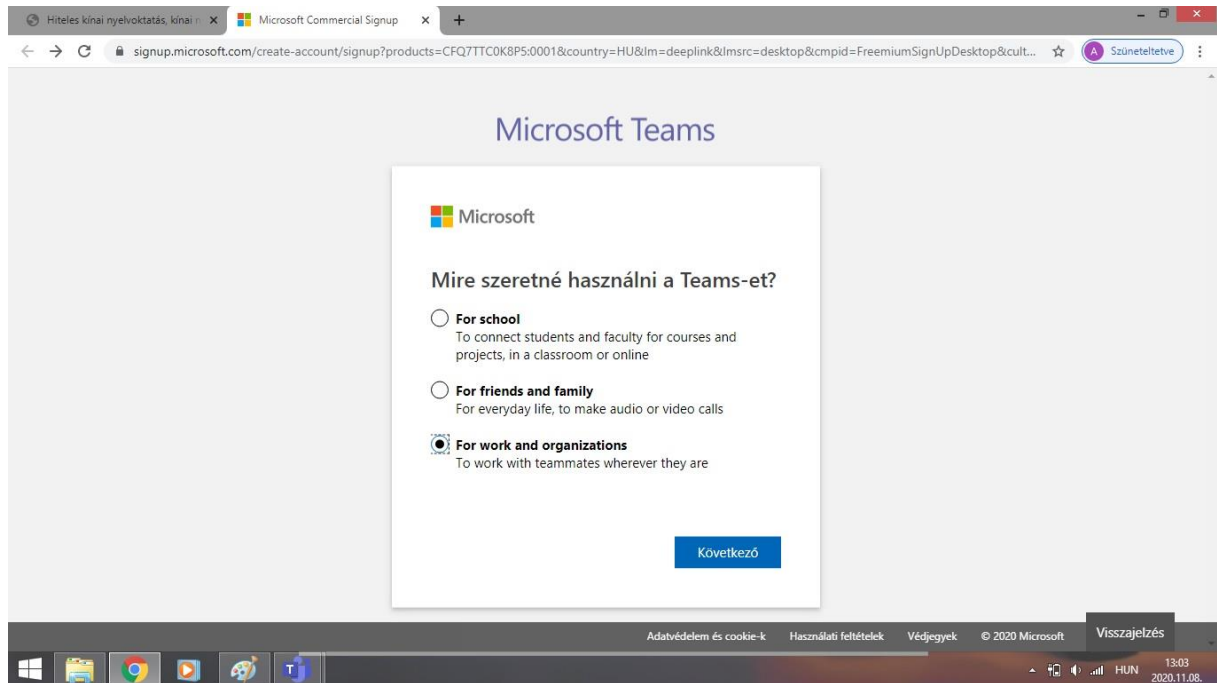 Hiteles kínai nyelvoktatás, kínai n
Microsoft Commercial Signup
signup.microsoft.com/create-account/signup?products=CFQ7TTC0K8P5:0001&country=HU&lm=deeplink&lmsrc=desktop&cmpid=FreemiumSignUpDesktop&cult...
A Szüneteltetve
Microsoft Teams
Microsoft
Mire szeretné használni a Teams-et?
For school
To connect students and faculty for courses and
projects, in a classroom or online
For friends and family
For everyday life, to make audio or video calls
For work and organizations
To work with teammates wherever they are
Következő
Adatvédelem és cookie-k Használati feltételek Védjegyek © 2020 Microsoft Visszajelzés
HUN 13:03
2020.11.08.